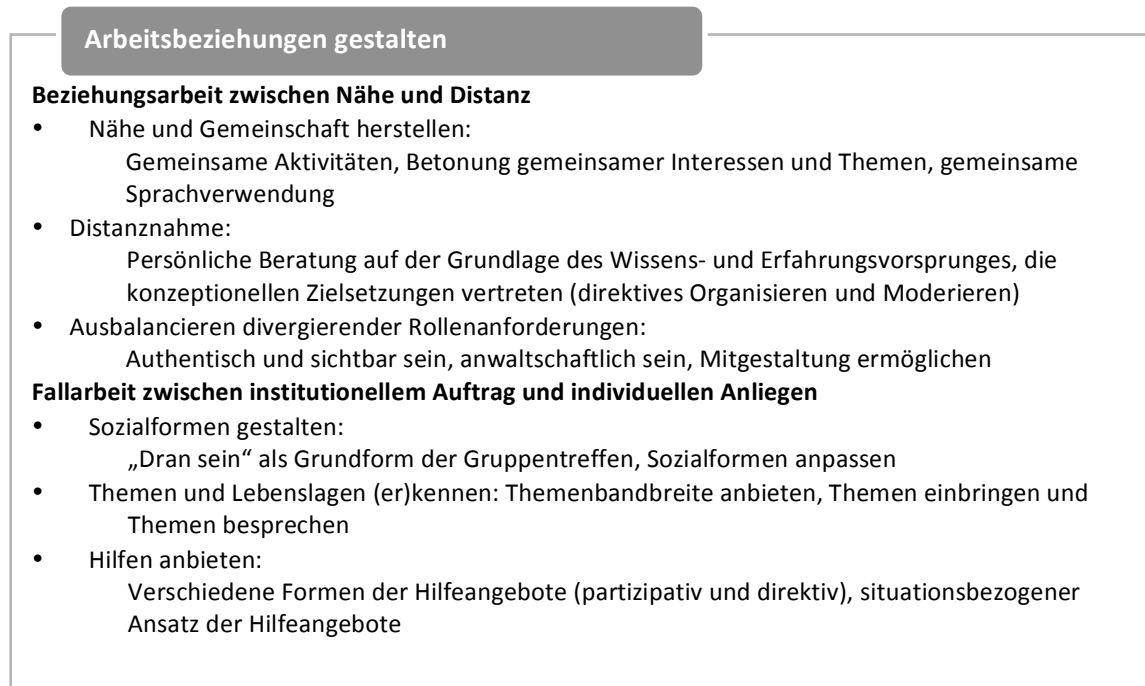 Arbeitsbeziehungen gestalten
Beziehungsarbeit zwischen Nähe und Distanz
• Nähe und Gemeinschaft herstellen:
Gemeinsame Aktivitäten, Betonung gemeinsamer Interessen und Themen, gemeinsame
Sprachverwendung
• Distanznahme:
Persönliche Beratung auf der Grundlage des Wissens- und Erfahrungsvorsprunges, die
konzeptionellen Zielsetzungen vertreten (direktives Organisieren und Moderieren)
• Ausbalancieren divergierender Rollenanforderungen:
Authentisch und sichtbar sein, anwaltschaftlich sein, Mitgestaltung ermöglichen
Fallarbeit zwischen institutionellem Auftrag und individuellen Anliegen
• Sozialformen gestalten:
„Dran sein“ als Grundform der Gruppentreffen, Sozialformen anpassen
• Themen und Lebenslagen (er)kennen: Themenbandbreite anbieten, Themen einbringen und
Themen besprechen
• Hilfen anbieten:
Verschiedene Formen der Hilfeangebote (partizipativ und direktiv), situationsbezogener
Ansatz der Hilfeangebote